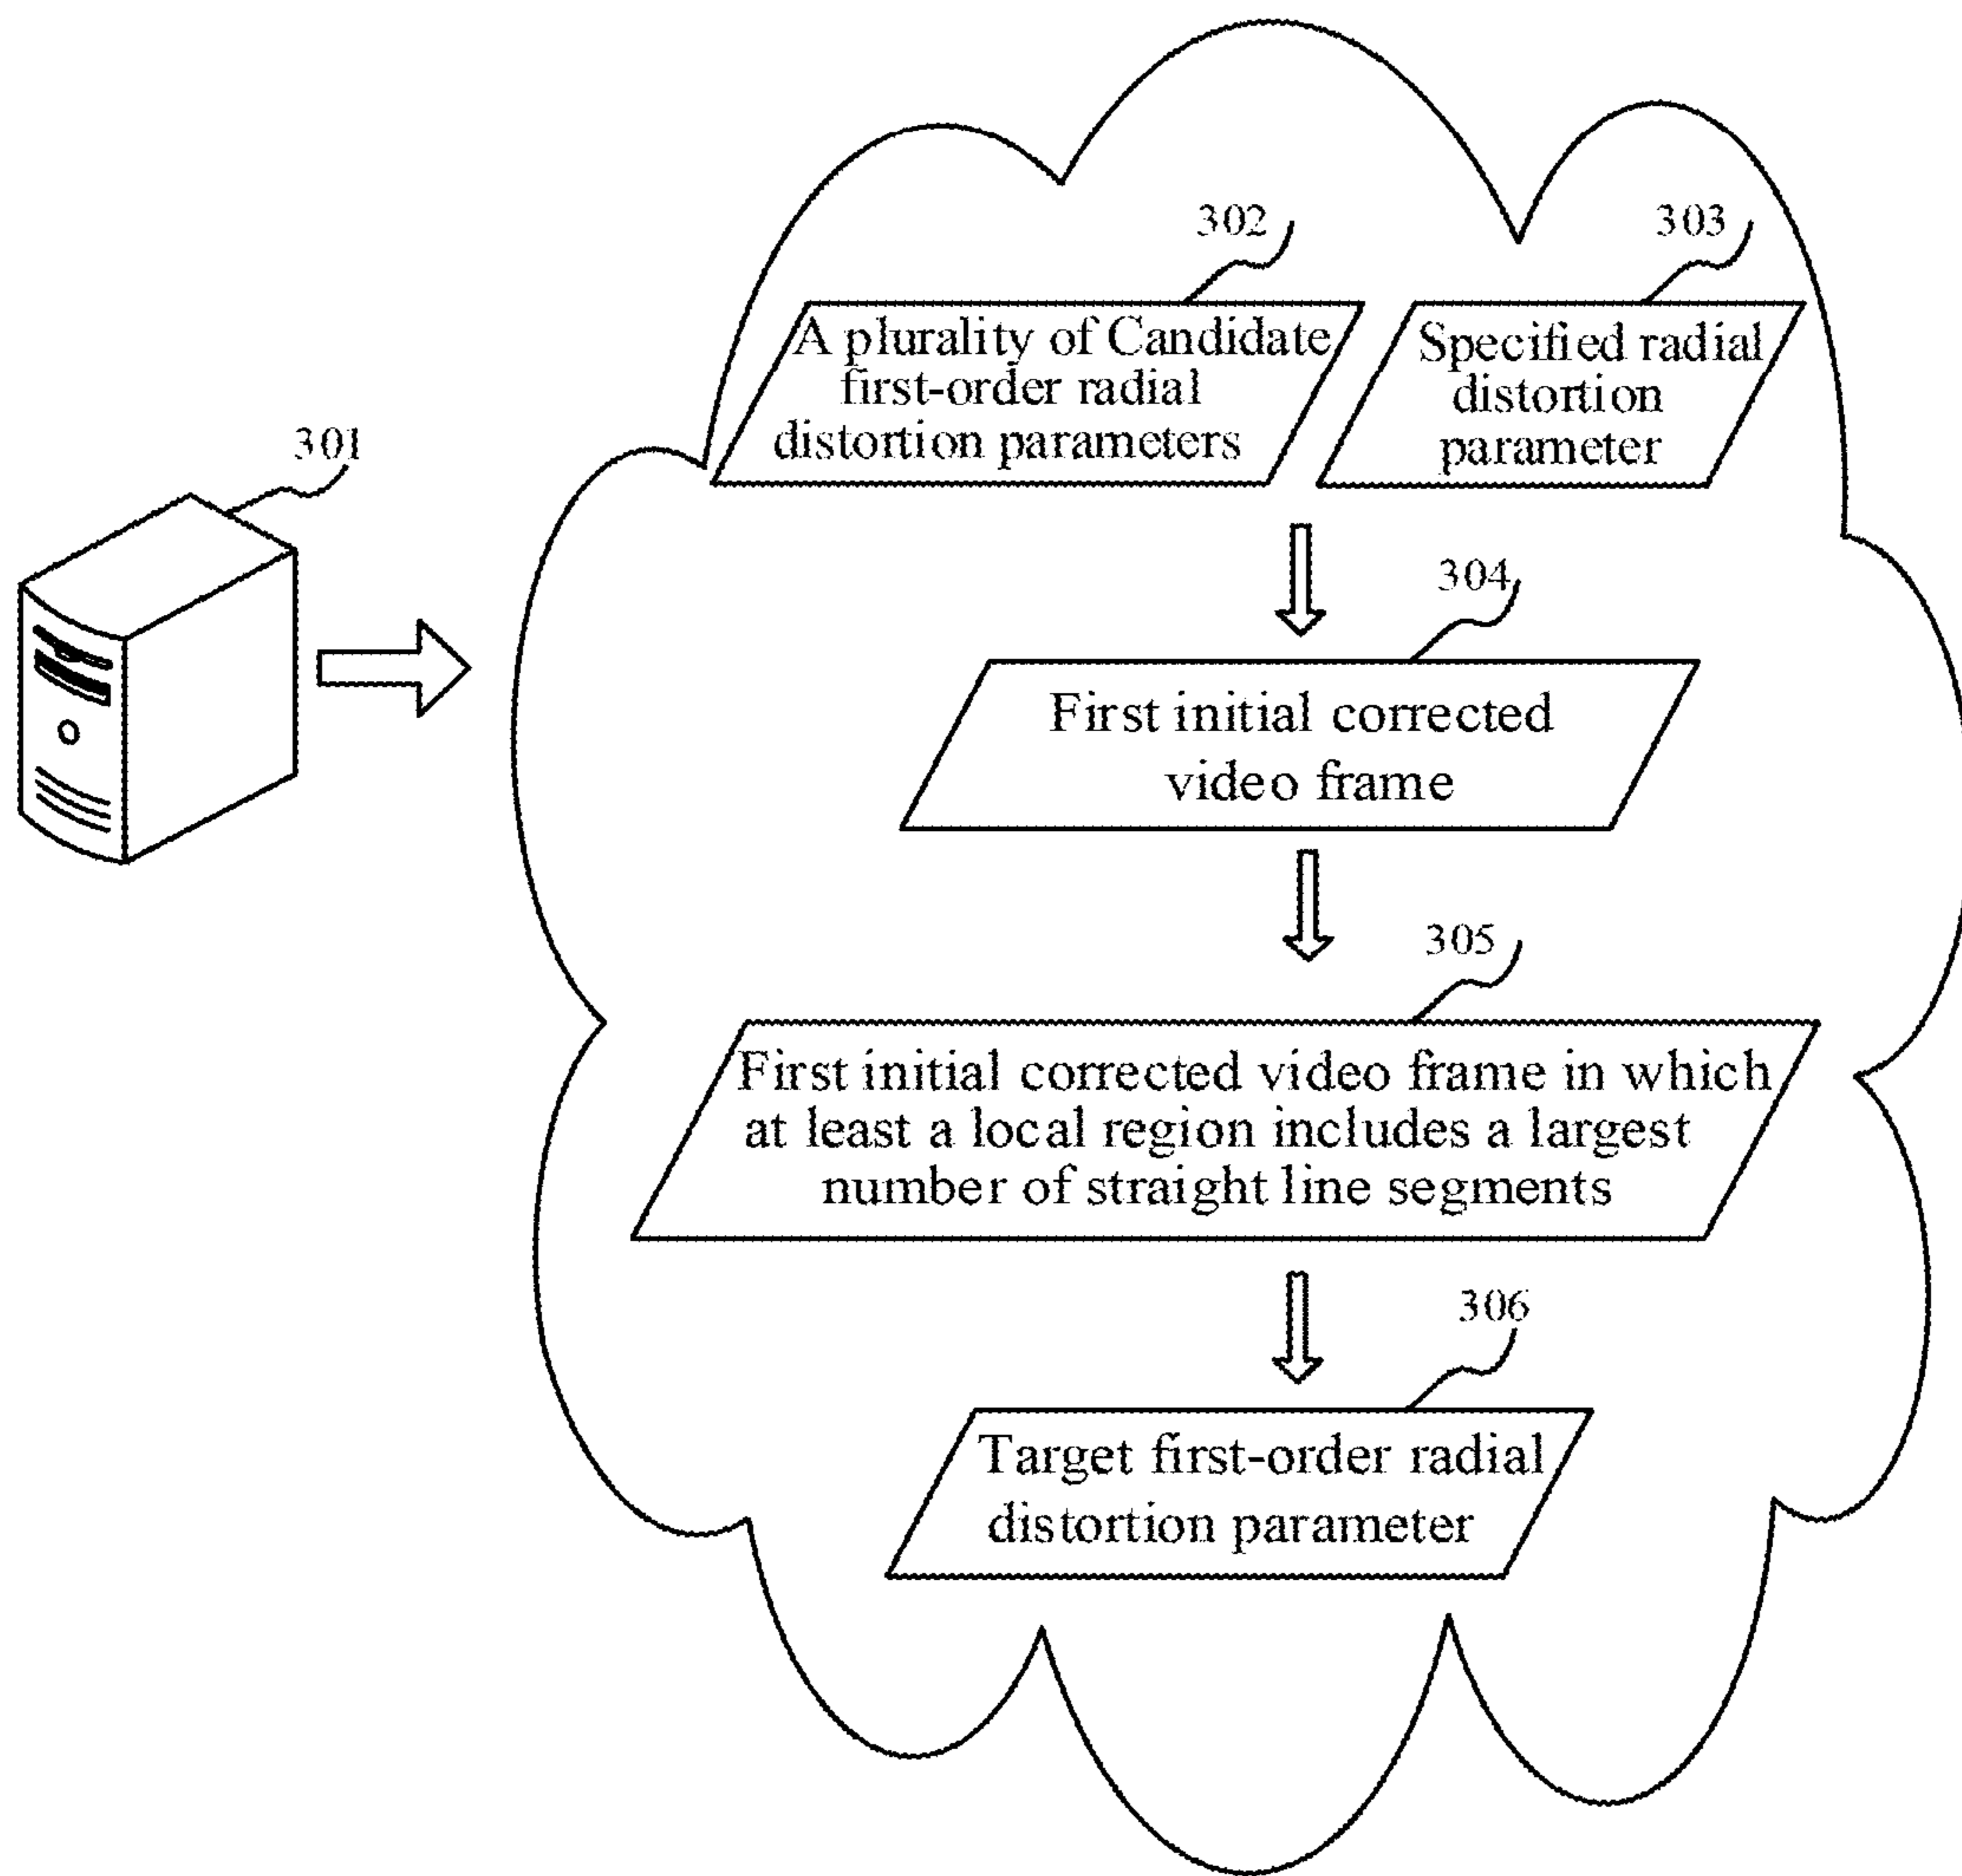 302
303
A plurality of Candidate
first-order radial
distortion parameters
Specified radial
distortion
parameter
301
304
First initial corrected
video frame
305
First initial corrected video frame in which
at least a local region includes a largest
number of straight line segments
306
Target first-order radial
distortion parameter